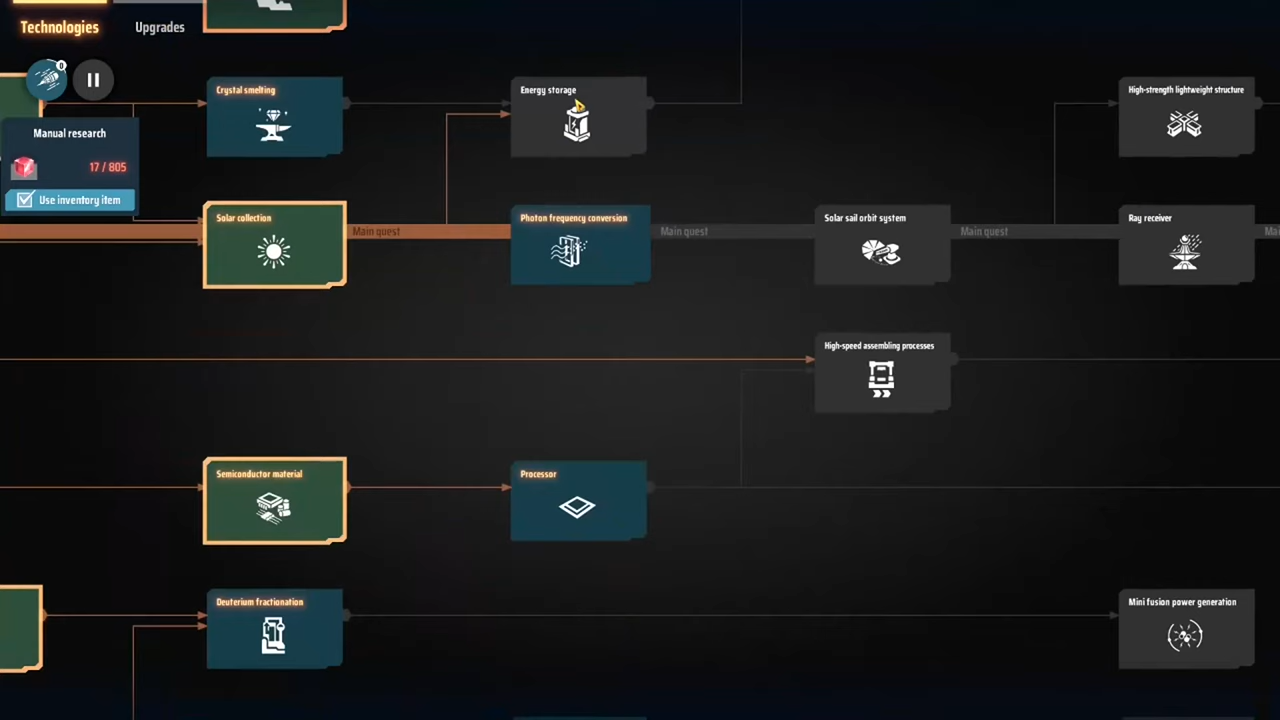 Technologies
Upgrades
0
Manual research
17 / 805
Use inventory item
Crystal smelting
Energy storage
High-strength lightweight structure
Solar collection
Main quest
Photon frequency conversion
Main quest
Solar sail orbit system
Main quest
Ray receiver
Mai
High-speed assembling processes
Semiconductor material
Processor
Deuterium fractionation
Mini fusion power generation